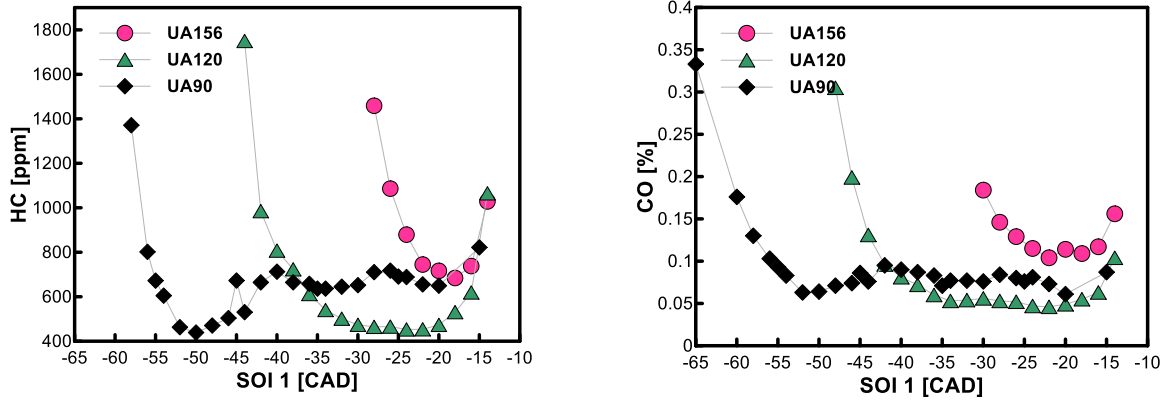 1800
1600
1400
1200
1000
800
600
400
HC [ppm]
UA156
UA120
UA90
-65 -60 -55 -50 -45 -40 -35 -30 -25 -20 -15 -10
SOI 1 [CAD]
0.4
0.35
0.3
0.25
0.2
0.15
0.1
0.05
0
CO [%]
UA156
UA120
UA90
-65 -60 -55 -50 -45 -40 -35 -30 -25 -20 -15 -10
SOI 1 [CAD]